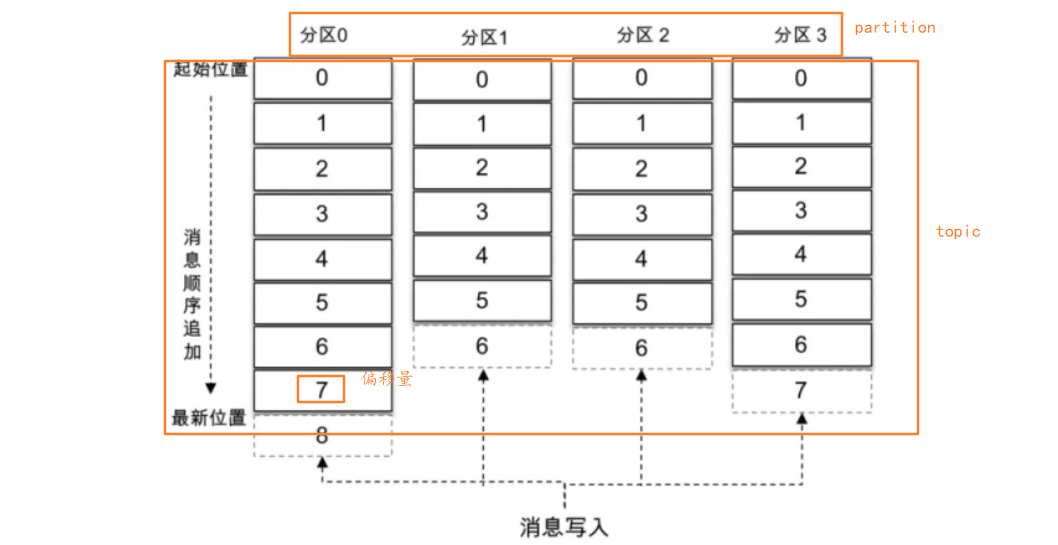 分区0 分区1 分区 2 分区 3 partition
起始位置 0 0 0 0
1 1 1 1
2 2 2 2
3 3 3 3 topic
4 4 4 4
5 5 5 5
6 6 6 6
7 偏移量 7
消息顺序追加
最新位置
8
消息写入